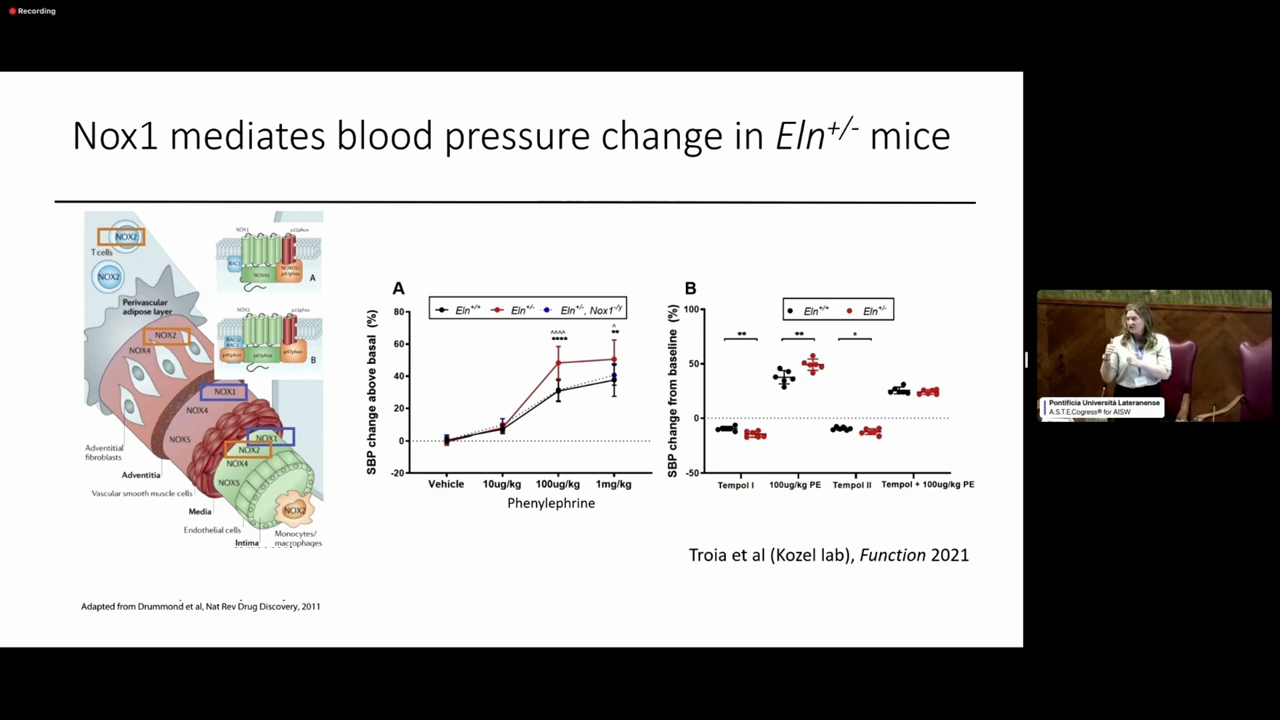 Recording
Nox1 mediates blood pressure change in Eln+/- mice
NOX2
T cells
NOX2
Perivascular
adipose layer
NOX2
NOX4
NOX1
NOX4
NOX5
NOX1
NOX2
NOX4
NOX5
NOX2
Adventitial
fibroblasts
Adventitia
Vascular smooth muscle cells
Media
Endothelial cells
Intima
Monocytes/
macrophages
NOX1
p22phox
NOXA1
A
NOX2
B
Adapted from Drummond et al, Nat Rev Drug Discovery, 2011
A
Eln+/+ Eln+/- Eln+/-, Nox1-/y
SBP change above basal (%)
80
60
40
20
0
-20
^^^^
****
^
**
Vehicle 10ug/kg 100ug/kg 1mg/kg
Phenylephrine
B
Eln+/+ Eln+/-
SBP change from baseline (%)
100
50
0
-50
** ** *
Tempol I 100ug/kg PE Tempol II Tempol + 100ug/kg PE
Troia et al (Kozel lab), Function 2021
Pontificia Università Lateranense
A.S.T.E.Cogress® for AISW